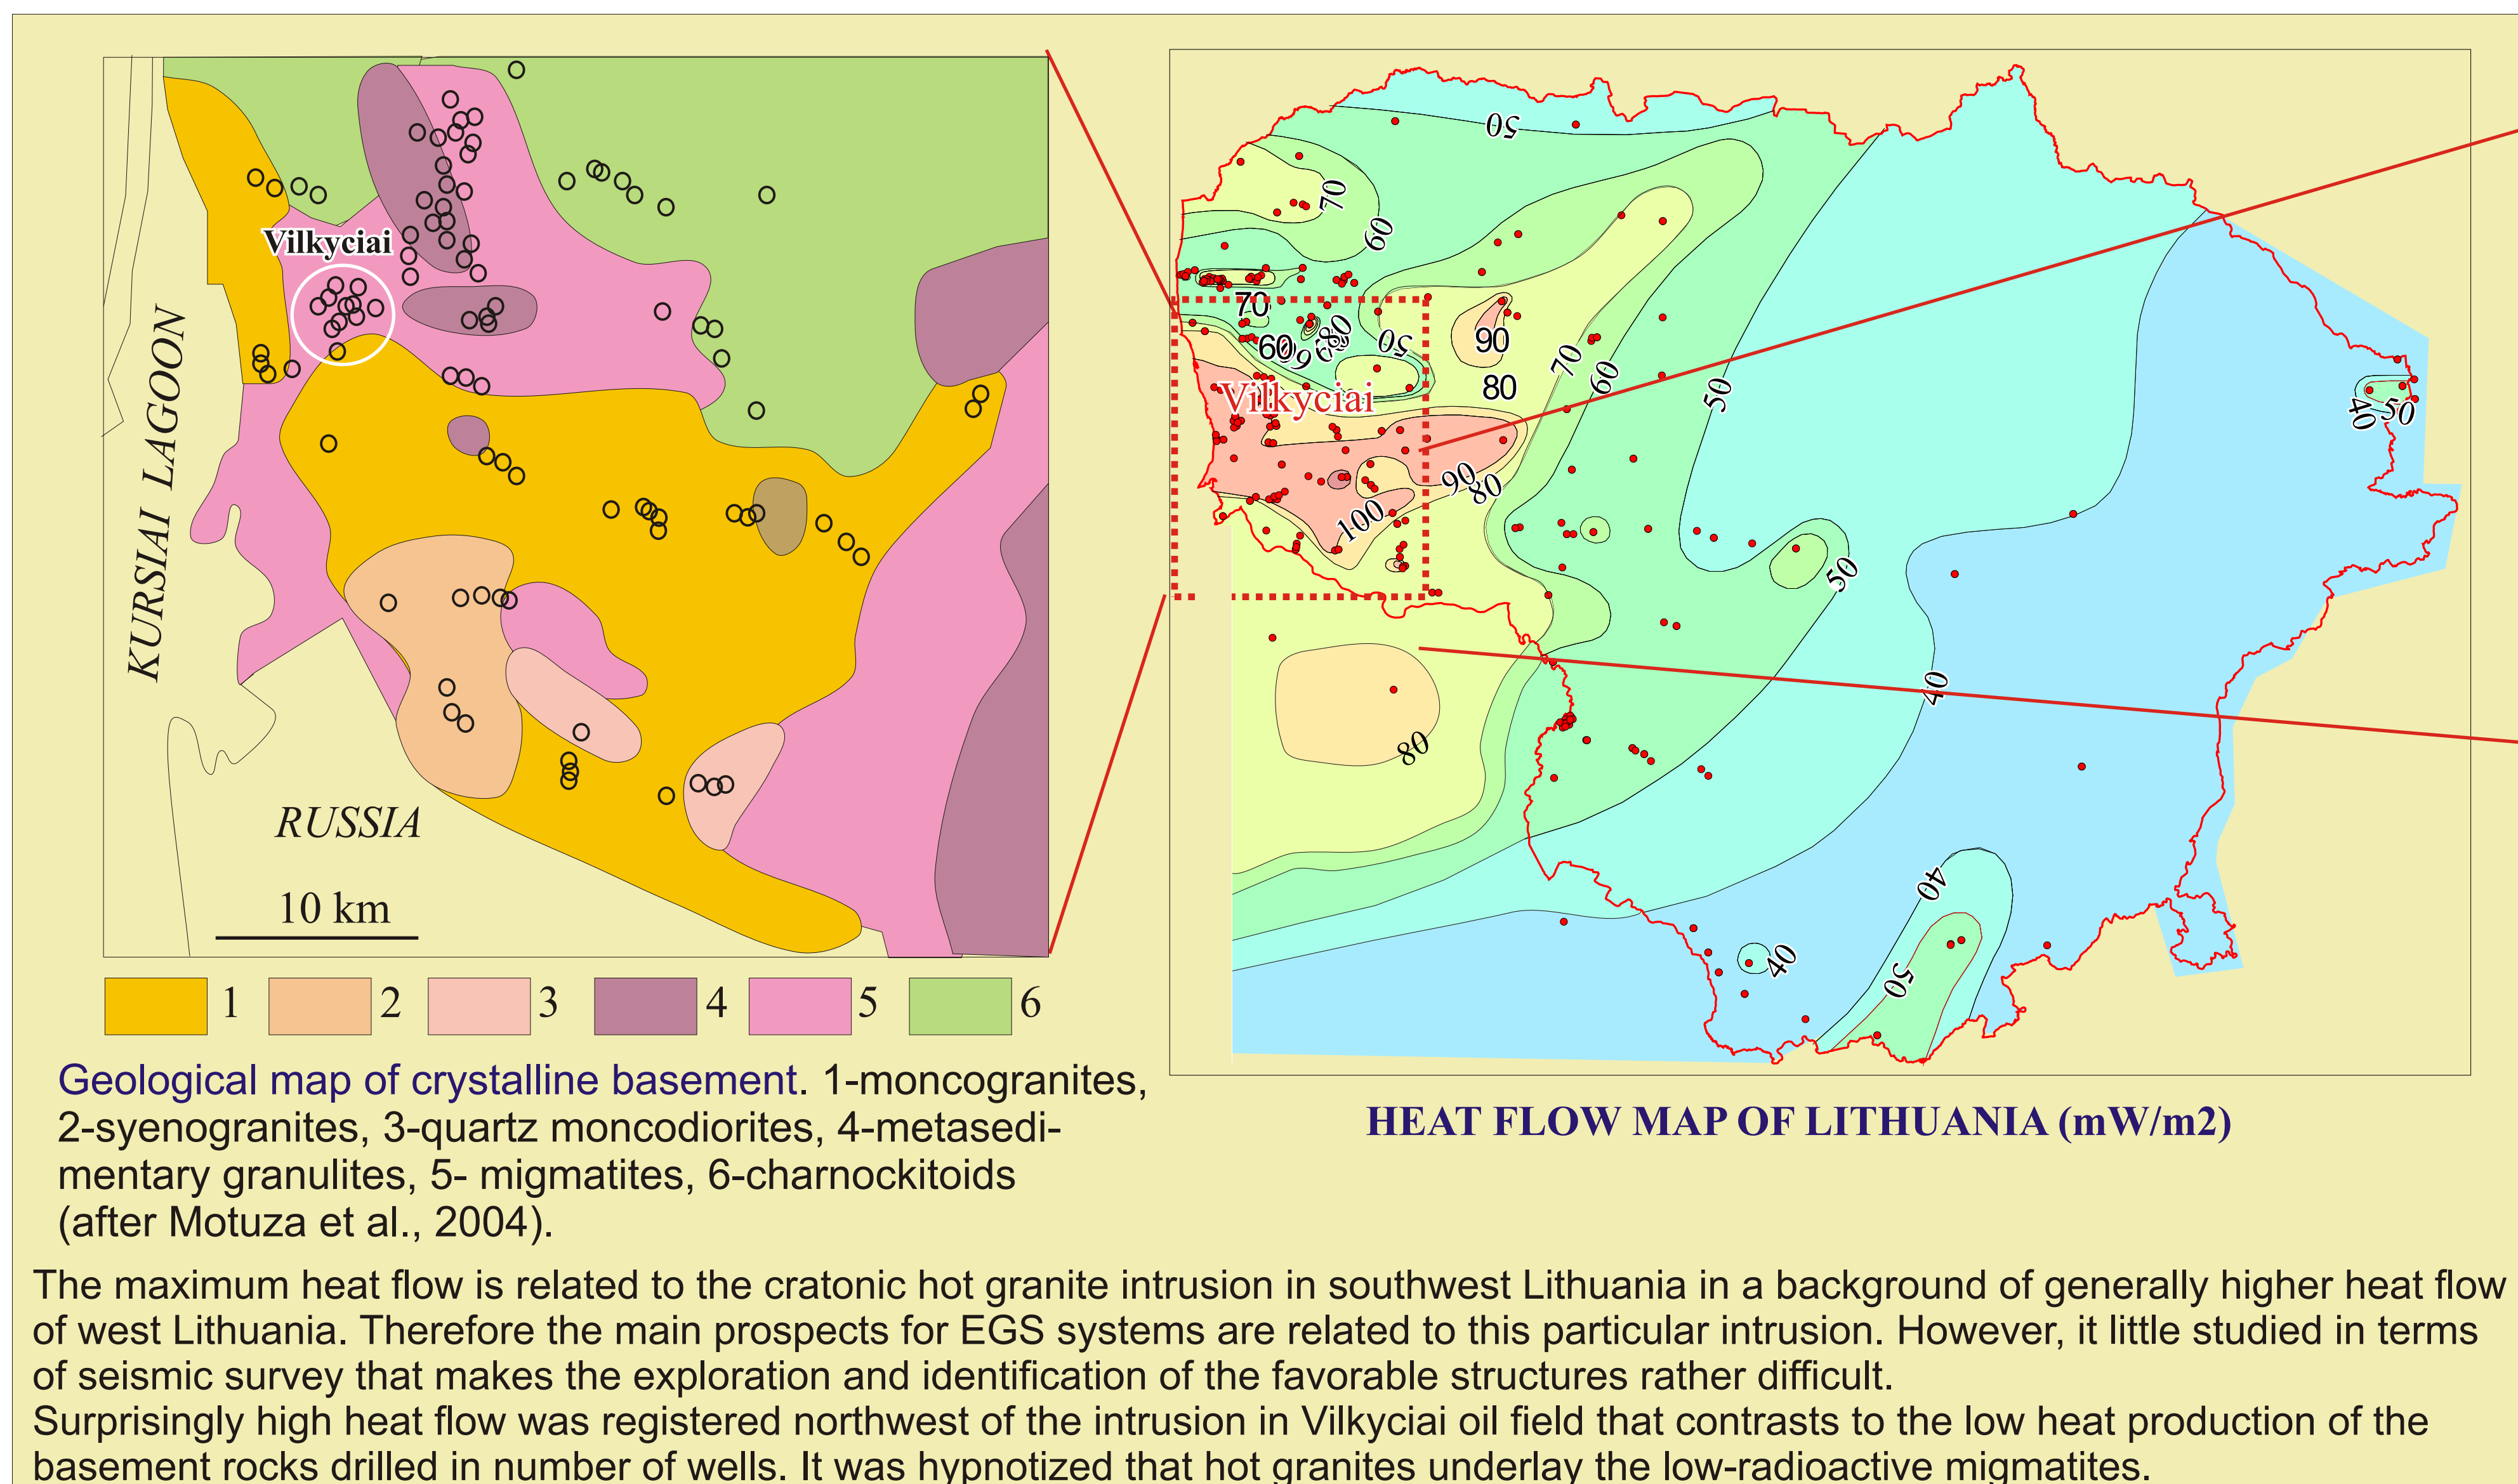 Vilkyciai
KURSIAI LAGOON
RUSSIA
10 km
1
2
3
4
5
6
Geological map of crystalline basement. 1-moncogranites,
2-syenogranites, 3-quartz moncodiorites, 4-metasedi-
mentary granulites, 5- migmatites, 6-charnockitoids
(after Motuza et al., 2004).
50
70
60
70
60
60
80
50
90
80
70
60
50
Vilkyciai
90
80
100
50
40
50
40
80
40
40
50
HEAT FLOW MAP OF LITHUANIA (mW/m2)
The maximum heat flow is related to the cratonic hot granite intrusion in southwest Lithuania in a background of generally higher heat flow
of west Lithuania. Therefore the main prospects for EGS systems are related to this particular intrusion. However, it little studied in terms
of seismic survey that makes the exploration and identification of the favorable structures rather difficult.
Surprisingly high heat flow was registered northwest of the intrusion in Vilkyciai oil field that contrasts to the low heat production of the
basement rocks drilled in number of wells. It was hypnotized that hot granites underlay the low-radioactive migmatites.